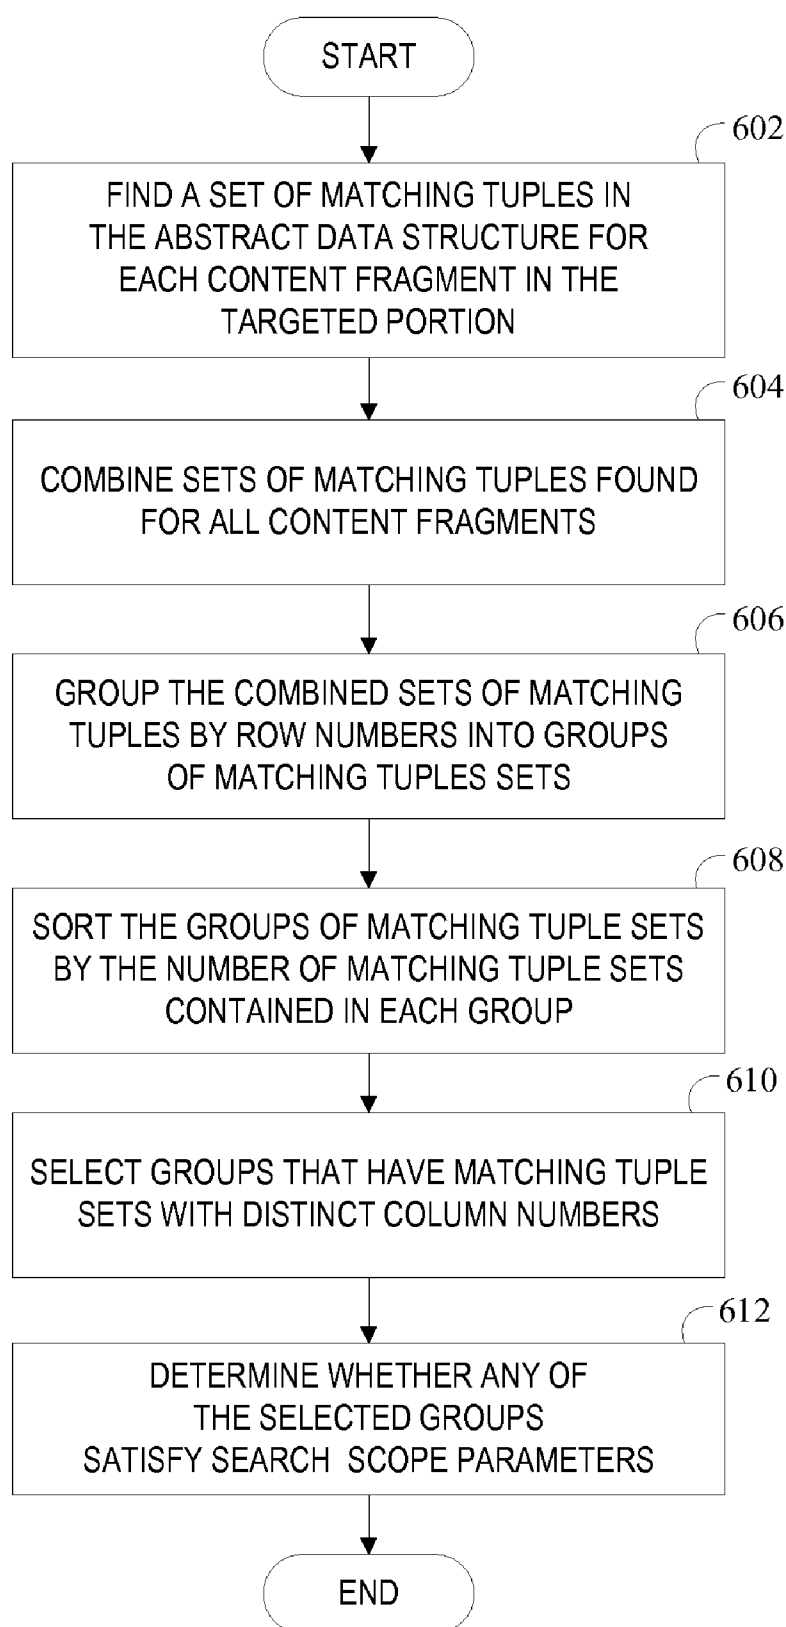 START
602
FIND A SET OF MATCHING TUPLES IN
THE ABSTRACT DATA STRUCTURE FOR
EACH CONTENT FRAGMENT IN THE
TARGETED PORTION
604
COMBINE SETS OF MATCHING TUPLES FOUND
FOR ALL CONTENT FRAGMENTS
606
GROUP THE COMBINED SETS OF MATCHING
TUPLES BY ROW NUMBERS INTO GROUPS
OF MATCHING TUPLES SETS
608
SORT THE GROUPS OF MATCHING TUPLE SETS
BY THE NUMBER OF MATCHING TUPLE SETS
CONTAINED IN EACH GROUP
610
SELECT GROUPS THAT HAVE MATCHING TUPLE
SETS WITH DISTINCT COLUMN NUMBERS
612
DETERMINE WHETHER ANY OF
THE SELECTED GROUPS
SATISFY SEARCH SCOPE PARAMETERS
END